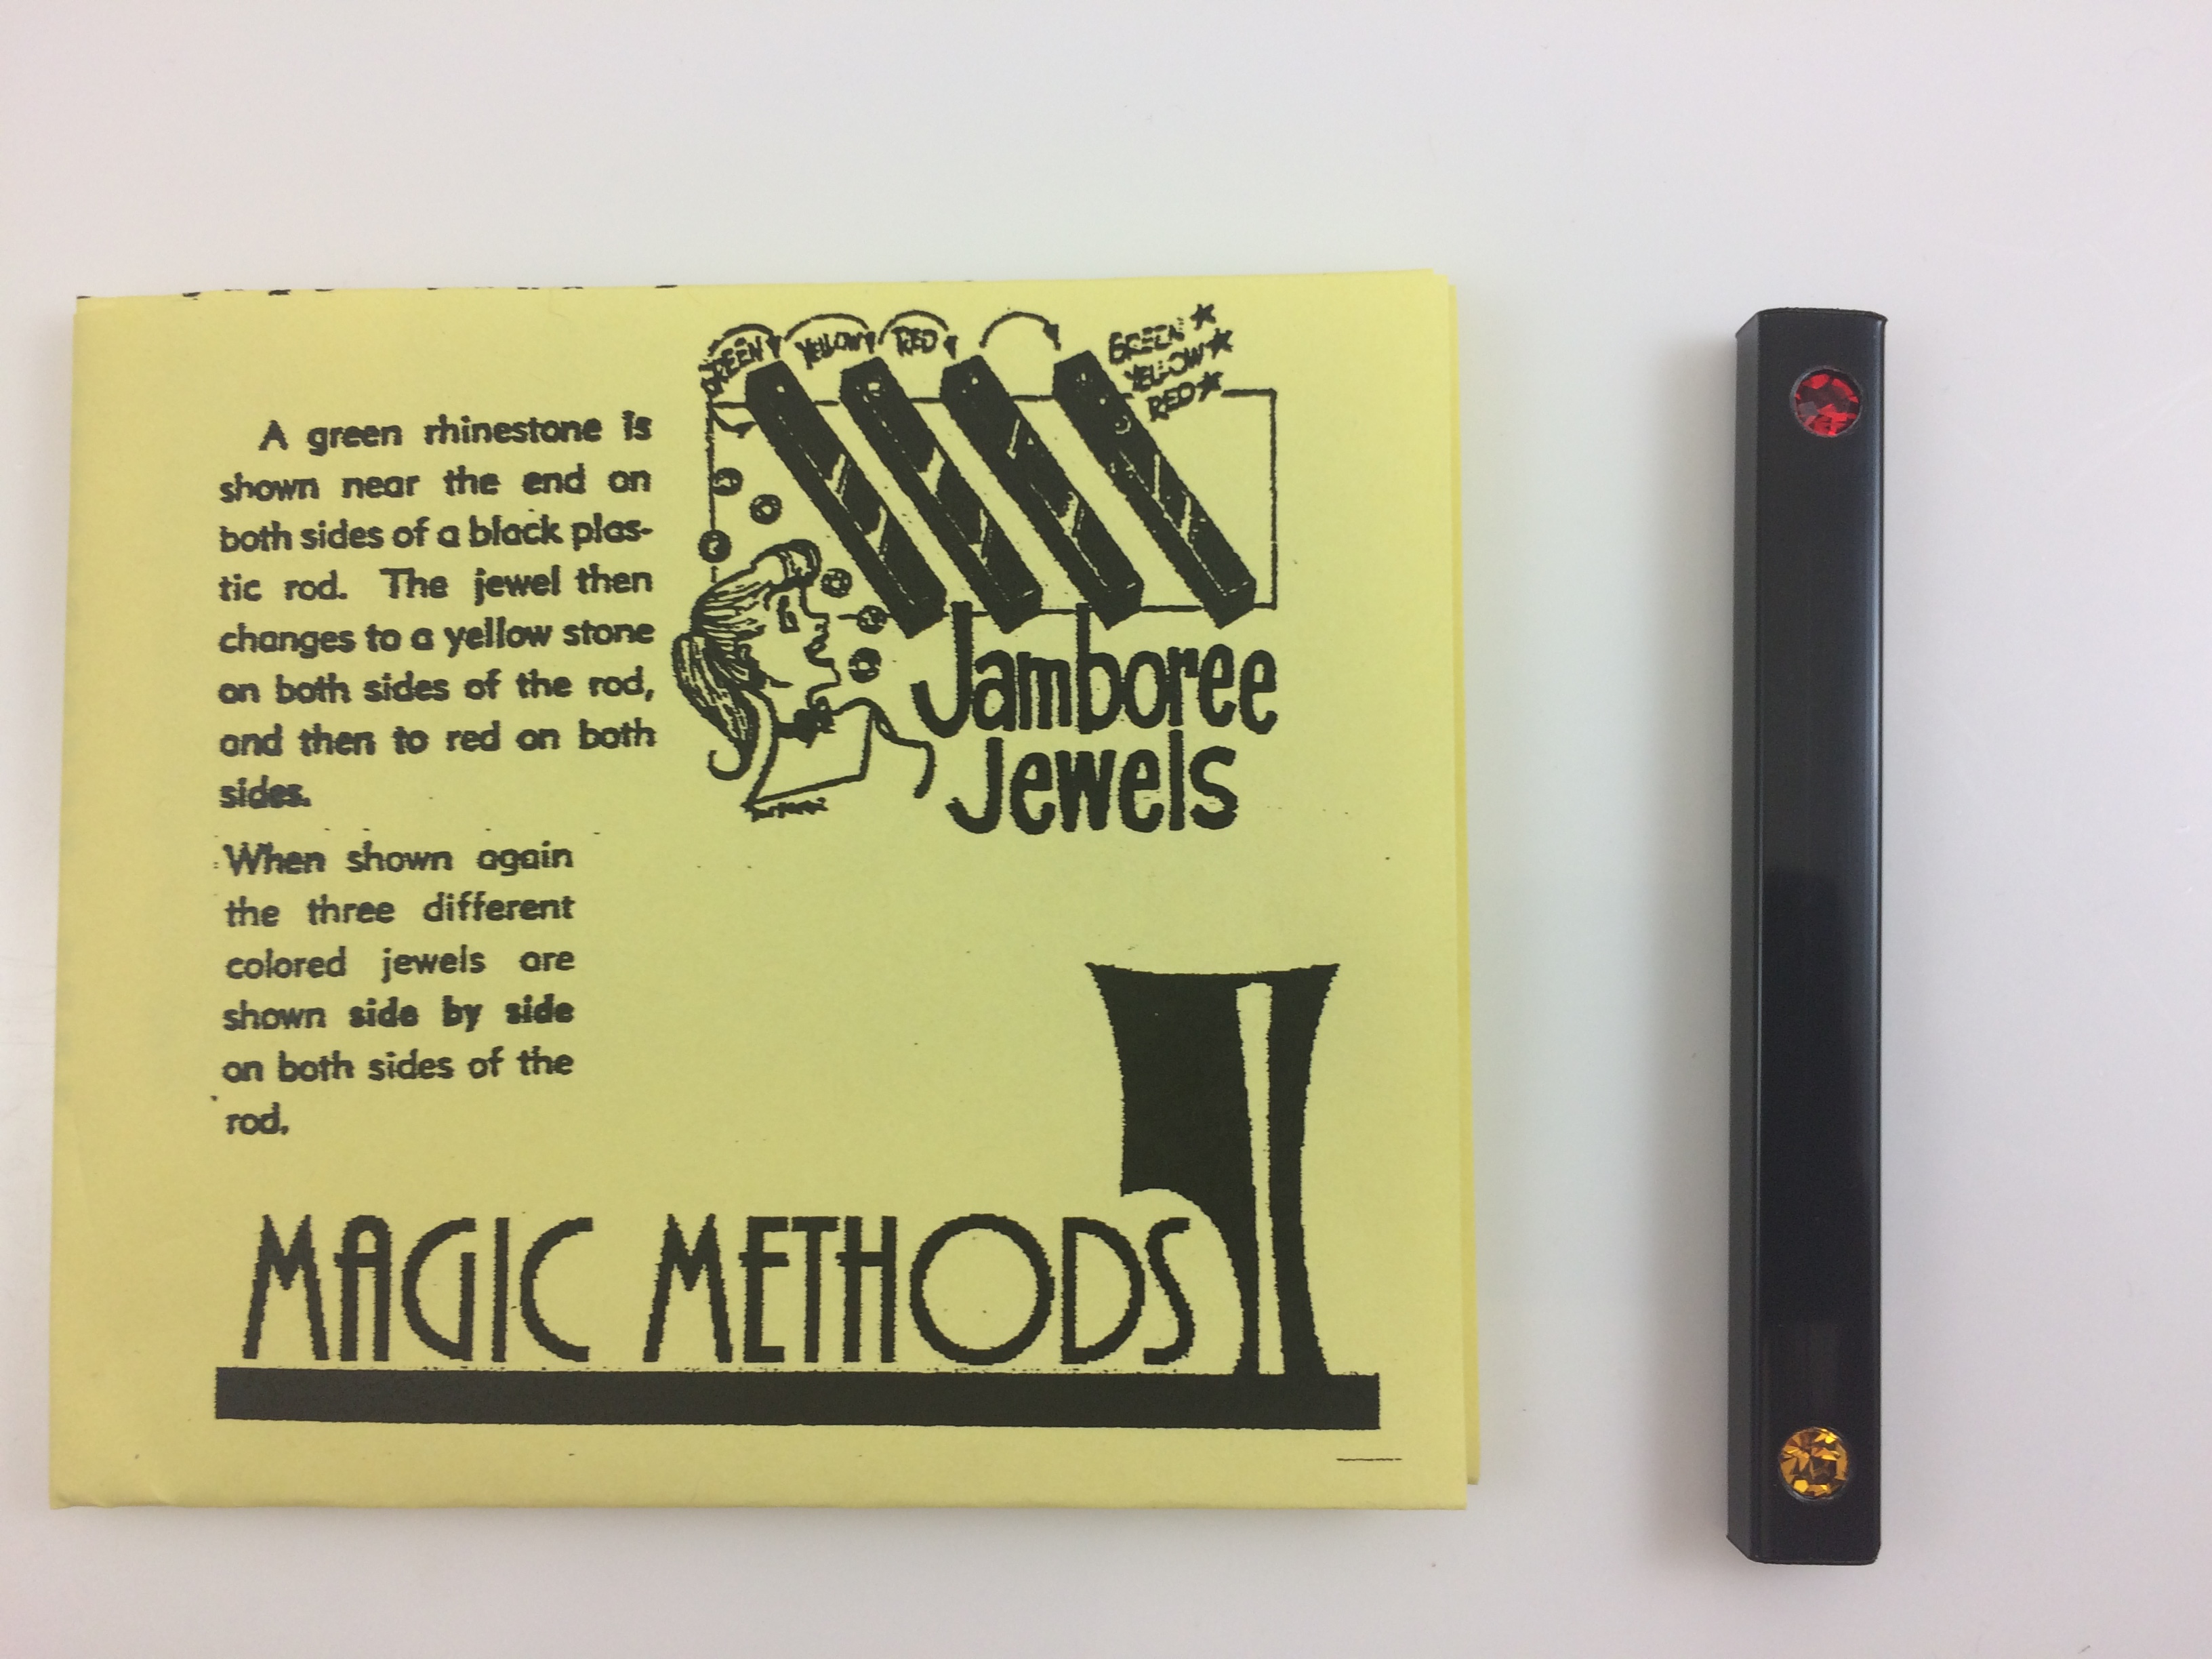 GREEN YELLOW RED
GREEN
YELLOW
RED
A green rhinestone is
shown near the end on
both sides of a black plas-
tic rod. The jewel then
changes to a yellow stone
on both sides of the rod,
and then to red on both
sides.
When shown again
the three different
colored jewels are
shown side by side
on both sides of the
rod.
Jamboree
Jewels
MAGIC METHODS